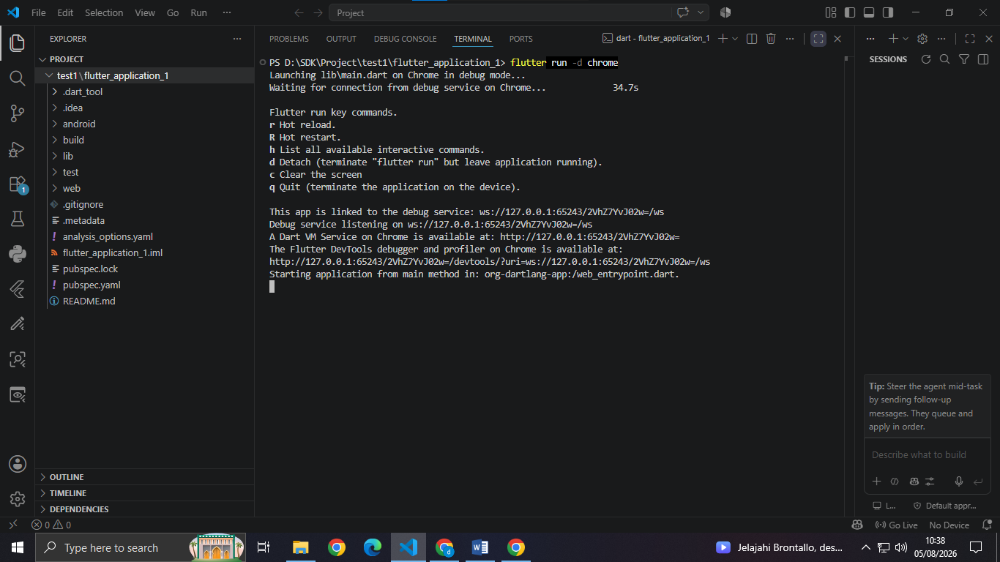 File Edit Selection View Go Run ··· Project
EXPLORER ···
PROJECT
test1\flutter_application_1
.dart_tool
.idea
android
build
lib
test
web
.gitignore
.metadata
analysis_options.yaml
flutter_application_1.iml
pubspec.lock
pubspec.yaml
README.md
OUTLINE
TIMELINE
DEPENDENCIES
1
PROBLEMS OUTPUT DEBUG CONSOLE TERMINAL PORTS dart - flutter_application_1
PS D:\SDK\Project\test1\flutter_application_1> flutter run -d chrome
Launching lib\main.dart on Chrome in debug mode...
Waiting for connection from debug service on Chrome... 34.7s
Flutter run key commands.
r Hot reload.
R Hot restart.
h List all available interactive commands.
d Detach (terminate "flutter run" but leave application running).
c Clear the screen
q Quit (terminate the application on the device).
This app is linked to the debug service: ws://127.0.0.1:65243/2VhZ7YvJ02w=/ws
Debug service listening on ws://127.0.0.1:65243/2VhZ7YvJ02w=/ws
A Dart VM Service on Chrome is available at: http://127.0.0.1:65243/2VhZ7YvJ02w=
The Flutter DevTools debugger and profiler on Chrome is available at:
http://127.0.0.1:65243/2VhZ7YvJ02w=/devtools/?uri=ws://127.0.0.1:65243/2VhZ7YvJ02w=/ws
Starting application from main method in: org-dartlang-app:/web_entrypoint.dart.
SESSIONS
Tip: Steer the agent mid-task
by sending follow-up
messages. They queue and
apply in order.
Describe what to build
L... Default appr...
0 0 Go Live No Device
Type here to search Jelajahi Brontallo, des... 10:38
05/08/2026